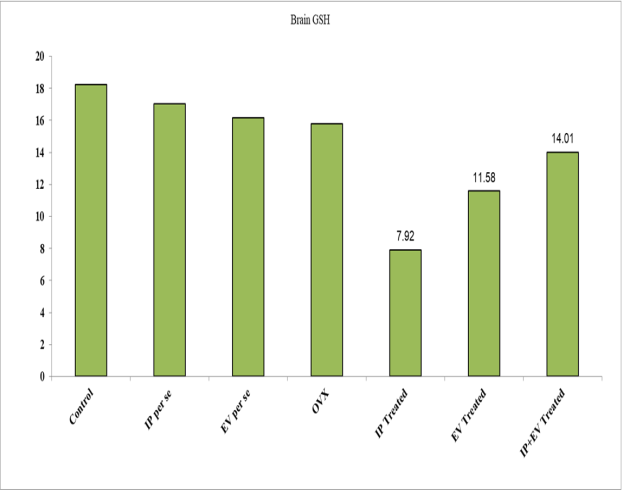 Brain GSH
20
18
16
14
12
10
8
6
4
2
0
14.01
11.58
7.92
Control
IP per se
EV per se
OVX
IP Treated
EV Treated
IP+EV Treated